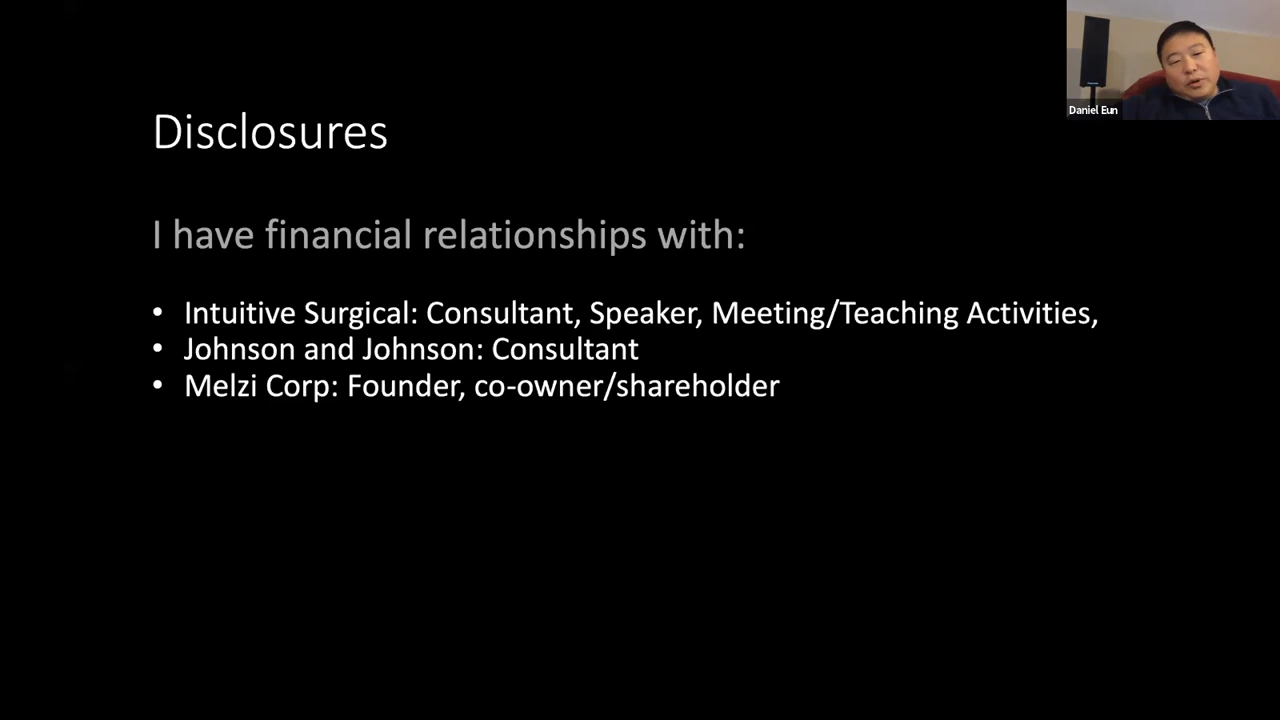 Disclosures
I have financial relationships with:
• Intuitive Surgical: Consultant, Speaker, Meeting/Teaching Activities,
• Johnson and Johnson: Consultant
• Melzi Corp: Founder, co-owner/shareholder
Daniel Eun